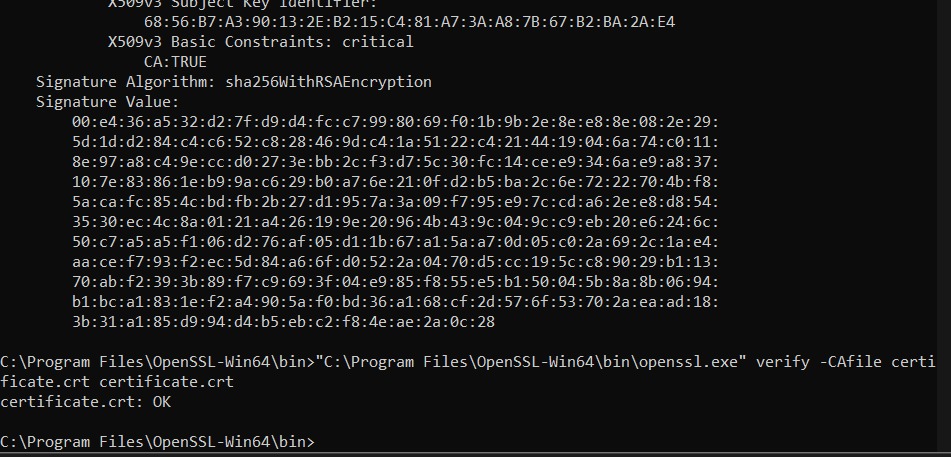 X509v3 Subject Key Identifier:
68:56:B7:A3:90:13:2E:B2:15:C4:81:A7:3A:A8:7B:67:B2:BA:2A:E4
X509v3 Basic Constraints: critical
CA:TRUE
Signature Algorithm: sha256WithRSAEncryption
Signature Value:
00:e4:36:a5:32:d2:7f:d9:d4:fc:c7:99:80:69:f0:1b:9b:2e:8e:e8:8e:08:2e:29:
5d:1d:d2:84:c4:c6:52:c8:28:46:9d:c4:1a:51:22:c4:21:44:19:04:6a:74:c0:11:
8e:97:a8:c4:9e:cc:d0:27:3e:bb:2c:f3:d7:5c:30:fc:14:ce:e9:34:6a:e9:a8:37:
10:7e:83:86:1e:b9:9a:c6:29:b0:a7:6e:21:0f:d2:b5:ba:2c:6e:72:22:70:4b:f8:
5a:ca:fc:85:4c:bd:fb:2b:27:d1:95:7a:3a:09:f7:95:e9:7c:cd:a6:2e:e8:d8:54:
35:30:ec:4c:8a:01:21:a4:26:19:9e:20:96:4b:43:9c:04:9c:c9:eb:20:e6:24:6c:
50:c7:a5:a5:f1:06:d2:76:af:05:d1:1b:67:a1:5a:a7:0d:05:c0:2a:69:2c:1a:e4:
aa:ce:f7:93:f2:ec:5d:84:a6:6f:d0:52:2a:04:70:d5:cc:19:5c:c8:90:29:b1:13:
70:ab:f2:39:3b:89:f7:c9:69:3f:04:e9:85:f8:55:e5:b1:50:04:5b:8a:8b:06:94:
b1:bc:a1:83:1e:f2:a4:90:5a:f0:bd:36:a1:68:cf:2d:57:6f:53:70:2a:ea:ad:18:
3b:31:a1:85:d9:94:d4:b5:eb:c2:f8:4e:ae:2a:0c:28
C:\Program Files\OpenSSL-Win64\bin>"C:\Program Files\OpenSSL-Win64\bin\openssl.exe" verify -CAfile certi
ficate.crt certificate.crt
certificate.crt: OK
C:\Program Files\OpenSSL-Win64\bin>